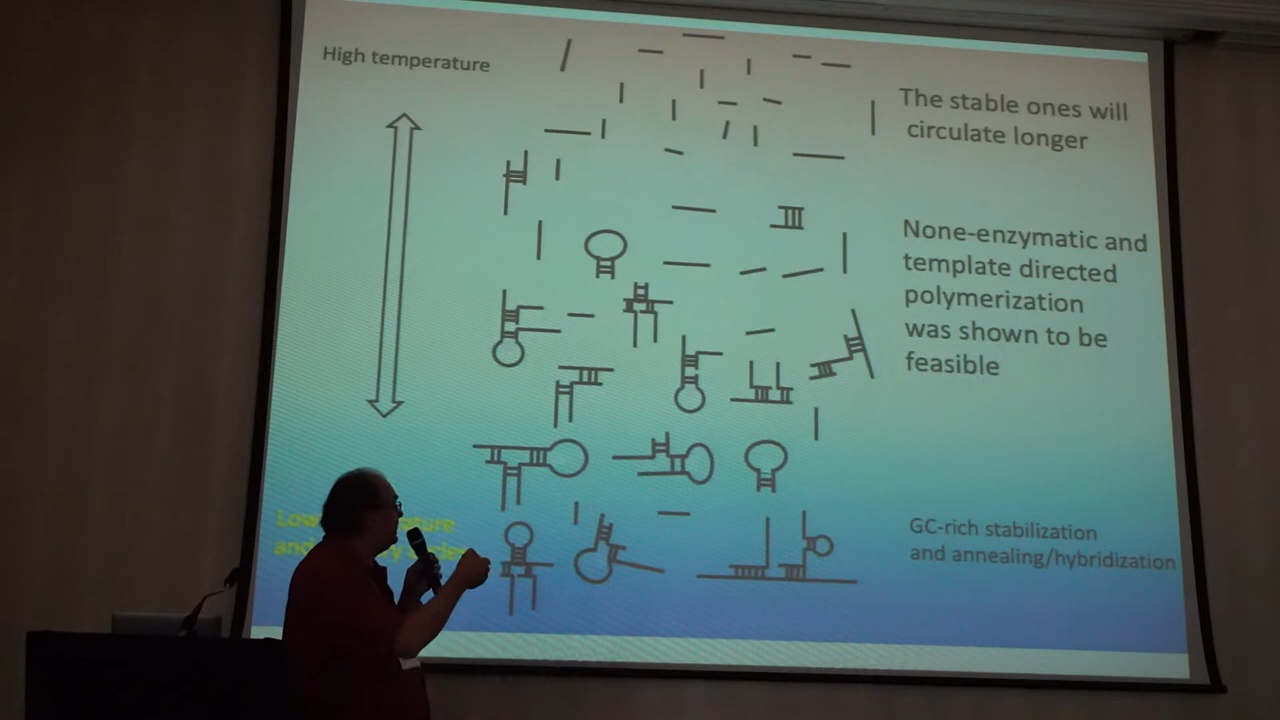 High temperature
The stable ones will
circulate longer
None-enzymatic and
template directed
polymerization
was shown to be
feasible
GC-rich stabilization
and annealing/hybridization